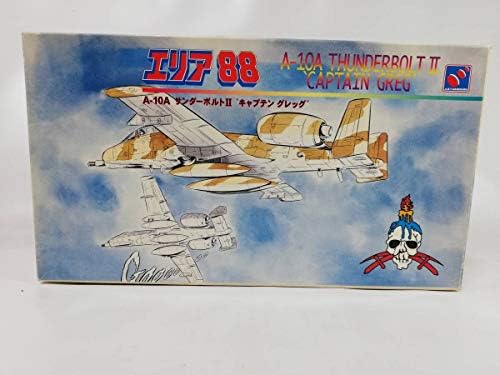 エリア88
A-10A THUNDERBOLT II
"CAPTAIN GREG"
A-10A サンダーボルトII "キャプテン グレッグ"